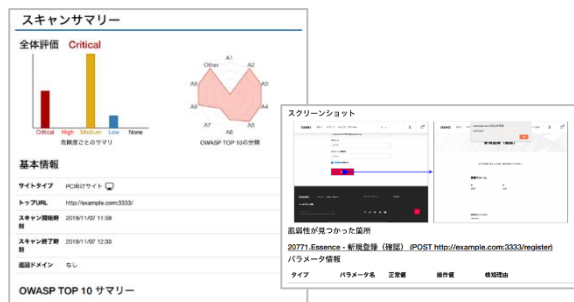 スキャンサマリー
全体評価 Critical
Critical High Medium Low None
危険度ごとのサマリ
Other A1 A2
A3
A4
A5
A6
A7
A8
A9
OWASP TOP 10の分類
基本情報
サイトタイプ PC向けサイト
トップURL http://example.com:3333/
スキャン開始時刻 2019/11/07 11:59
スキャン終了時刻 2019/11/07 12:33
巡回ドメイン なし
OWASP TOP 10 サマリー
スクリーンショット
新規登録（確認）
脆弱性が見つかった箇所
20771.Essence - 新規登録（確認） (POST http://example.com:3333/register)
パラメータ情報
タイプ パラメータ名 正常値 操作値 検知理由